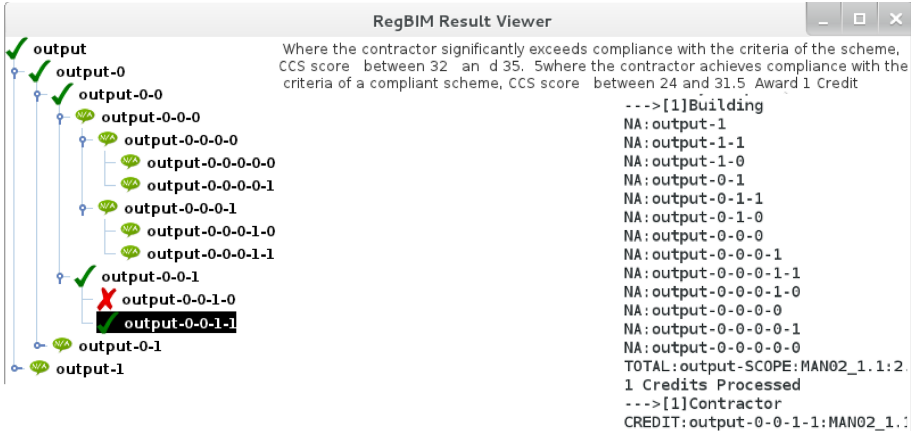 RegBIM Result Viewer
output
output-0
output-0-0
output-0-0-0
output-0-0-0-0
output-0-0-0-0-0
output-0-0-0-0-1
output-0-0-0-1
output-0-0-0-1-0
output-0-0-0-1-1
output-0-0-1
output-0-0-1-0
output-0-0-1-1
output-0-1
output-1
Where the contractor significantly exceeds compliance with the criteria of the scheme,
CCS score between 32 an d 35. 5where the contractor achieves compliance with the
criteria of a compliant scheme, CCS score between 24 and 31.5 Award 1 Credit
--->[1]Building
NA:output-1
NA:output-1-1
NA:output-1-0
NA:output-0-1
NA:output-0-1-1
NA:output-0-1-0
NA:output-0-0-0
NA:output-0-0-0-1
NA:output-0-0-0-1-1
NA:output-0-0-0-1-0
NA:output-0-0-0-0
NA:output-0-0-0-0-1
NA:output-0-0-0-0-0
TOTAL:output-SCOPE:MAN02_1.1:2.
1 Credits Processed
--->[1]Contractor
CREDIT:output-0-0-1-1:MAN02_1.